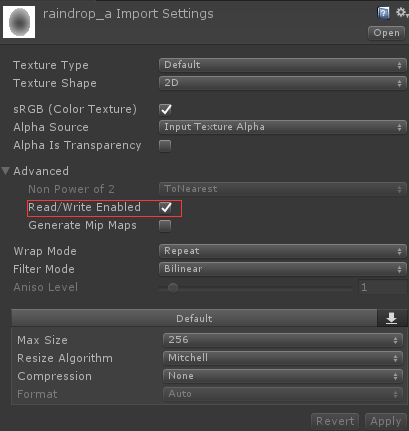 raindrop_a Import Settings
Open
Texture Type Default
Texture Shape 2D
sRGB (Color Texture)
Alpha Source Input Texture Alpha
Alpha Is Transparency
Advanced
Non Power of 2 ToNearest
Read/Write Enabled
Generate Mip Maps
Wrap Mode Repeat
Filter Mode Bilinear
Aniso Level 1
Default
Max Size 256
Resize Algorithm Mitchell
Compression None
Format Auto
Revert Apply